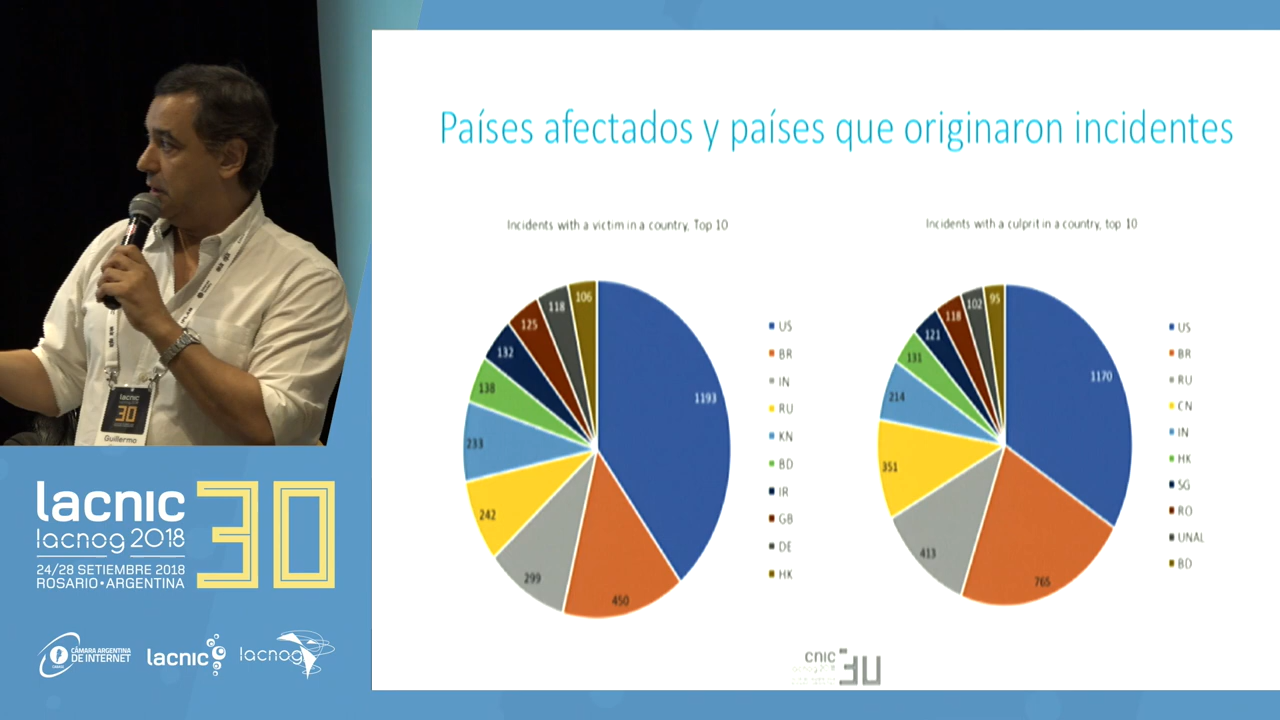 Países afectados y países que originaron incidentes
Incidents with a victim in a country, Top 10
1193
450
299
242
233
138
132
125
118
106
US
BR
IN
RU
KN
BD
IR
GB
DE
HK
Incidents with a culprit in a country, top 10
1170
765
413
351
214
131
121
118
102
95
US
BR
RU
CN
IN
HK
SG
RO
UNAL
BD
cnic 30
lacnic
30
Guillermo
lacnic 30
lacnog 2018
24/28 SETIEMBRE 2018
ROSARIO•ARGENTINA
CÁMARA ARGENTINA
DE INTERNET
lacnic
lacnog